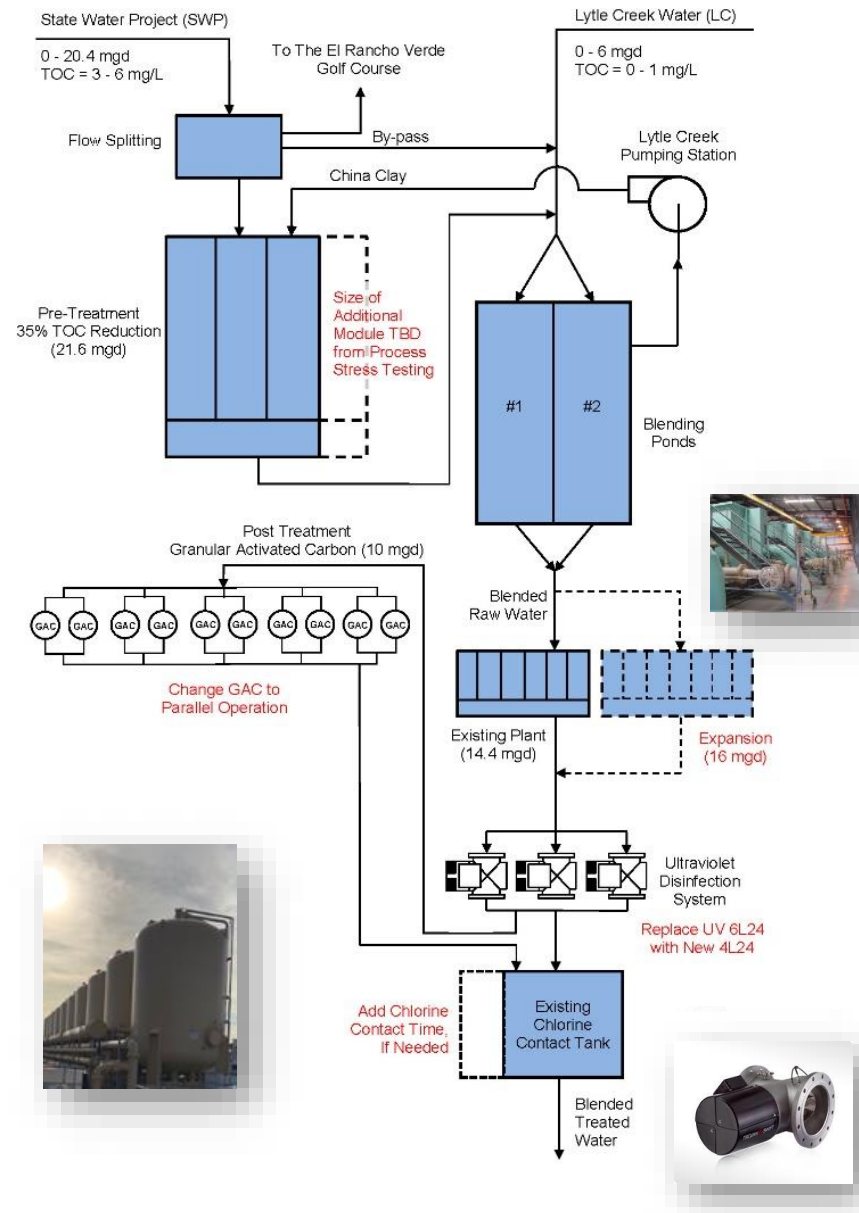 State Water Project (SWP)
0 - 20.4 mgd
TOC = 3 - 6 mg/L
To The El Rancho Verde
Golf Course
Lytle Creek Water (LC)
0 - 6 mgd
TOC = 0 - 1 mg/L
Flow Splitting
By-pass
Lytle Creek
Pumping Station
China Clay
Pre-Treatment
35% TOC Reduction
(21.6 mgd)
Size of
Additional
Module TBD
from Process
Stress Testing
#1
#2
Blending
Ponds
Post Treatment
Granular Activated Carbon (10 mgd)
GAC GAC GAC GAC GAC GAC GAC GAC GAC GAC
Change GAC to
Parallel Operation
Blended
Raw Water
Existing Plant
(14.4 mgd)
Expansion
(16 mgd)
Ultraviolet
Disinfection
System
Replace UV 6L24
with New 4L24
Add Chlorine
Contact Time,
If Needed
Existing
Chlorine
Contact Tank
Blended
Treated
Water